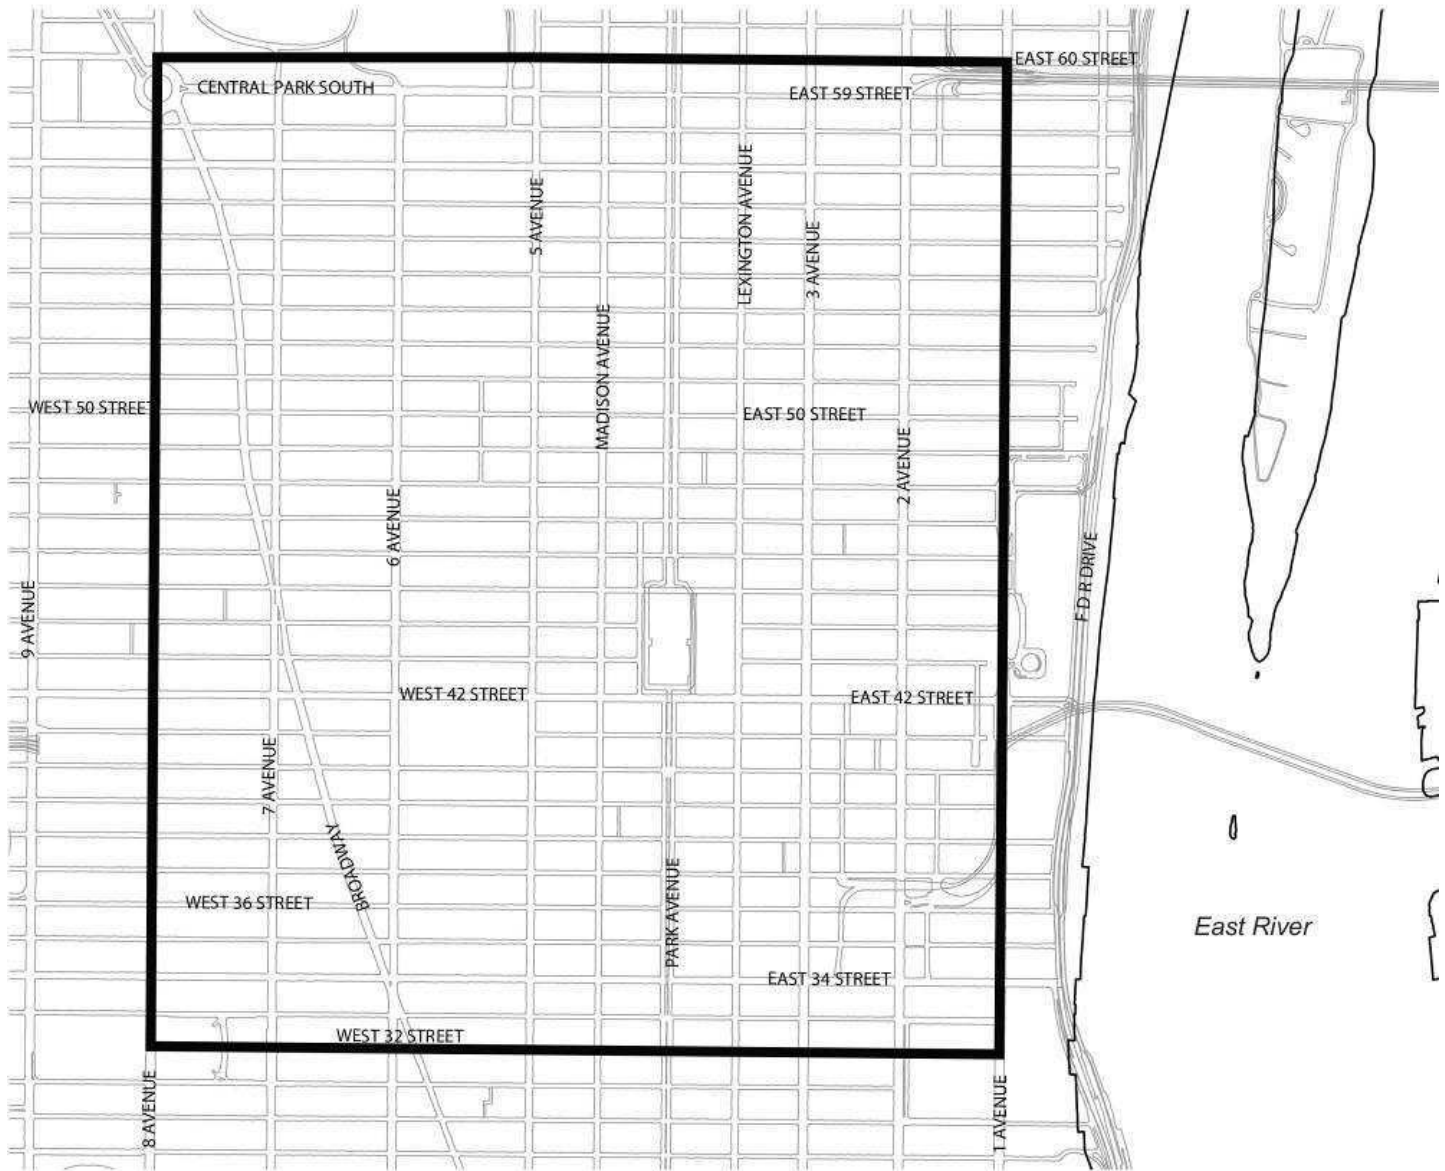 EAST 60 STREET
CENTRAL PARK SOUTH
EAST 59 STREET
LEXINGTON AVENUE
5 AVENUE
3 AVENUE
MADISON AVENUE
WEST 50 STREET
EAST 50 STREET
2 AVENUE
6 AVENUE
F D R DRIVE
9 AVENUE
WEST 42 STREET
EAST 42 STREET
7 AVENUE
BROADWAY
PARK AVENUE
WEST 36 STREET
East River
EAST 34 STREET
WEST 32 STREET
8 AVENUE
1 AVENUE